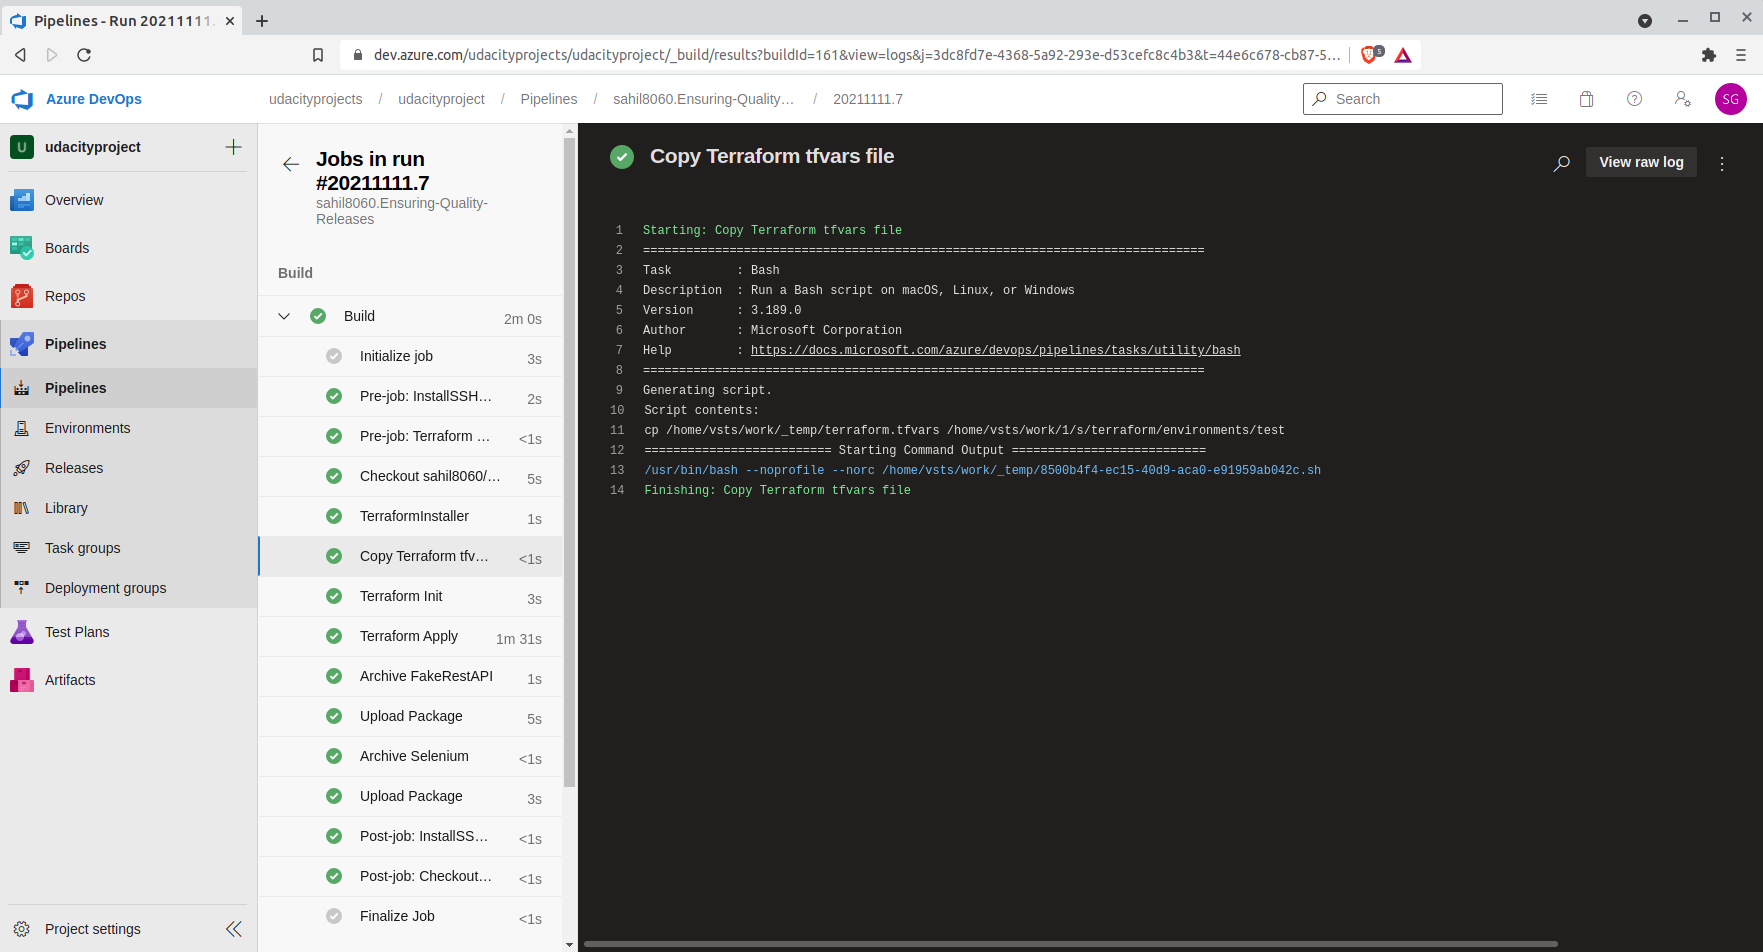 Pipelines - Run 20211111.
dev.azure.com/udacityprojects/udacityproject/_build/results?buildId=161&view=logs&j=3dc8fd7e-4368-5a92-293e-d53cefc8c4b3&t=44e6c678-cb87-5...
5
Azure DevOps
udacityprojects / udacityproject / Pipelines / sahil8060.Ensuring-Quality... / 20211111.7
Search
SG
U
udacityproject
Overview
Boards
Repos
Pipelines
Pipelines
Environments
Releases
Library
Task groups
Deployment groups
Test Plans
Artifacts
Project settings
Jobs in run
#20211111.7
sahil8060.Ensuring-Quality-
Releases
Build
Build 2m 0s
Initialize job 3s
Pre-job: InstallSSH... 2s
Pre-job: Terraform ... <1s
Checkout sahil8060/... 5s
TerraformInstaller 1s
Copy Terraform tfv... <1s
Terraform Init 3s
Terraform Apply 1m 31s
Archive FakeRestAPI 1s
Upload Package 5s
Archive Selenium <1s
Upload Package 3s
Post-job: InstallSS... <1s
Post-job: Checkout... <1s
Finalize Job <1s
Copy Terraform tfvars file
View raw log
1 Starting: Copy Terraform tfvars file
2 ==============================================================================
3 Task : Bash
4 Description : Run a Bash script on macOS, Linux, or Windows
5 Version : 3.189.0
6 Author : Microsoft Corporation
7 Help : https://docs.microsoft.com/azure/devops/pipelines/tasks/utility/bash
8 ==============================================================================
9 Generating script.
10 Script contents:
11 cp /home/vsts/work/_temp/terraform.tfvars /home/vsts/work/1/s/terraform/environments/test
12 ========================== Starting Command Output ===========================
13 /usr/bin/bash --noprofile --norc /home/vsts/work/_temp/8500b4f4-ec15-40d9-aca0-e91959ab042c.sh
14 Finishing: Copy Terraform tfvars file